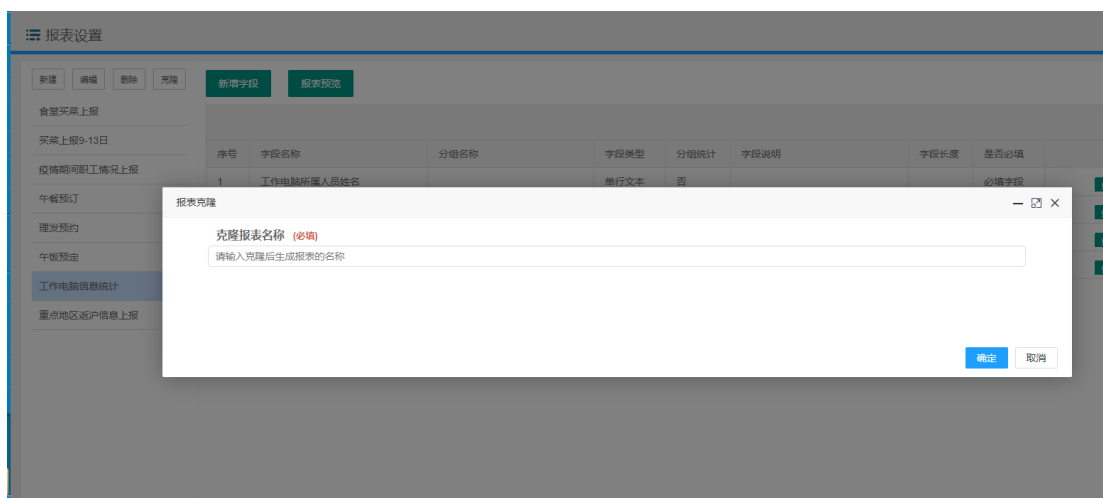 报表设置
新建 编辑 删除 克隆
新增字段 报表预览
食堂买菜上报
买菜上报9-13日
疫情期间职工情况上报
午餐预订
理发预约
午饭预定
工作电脑信息统计
重点地区返沪信息上报
序号 字段名称 分组名称 字段类型 分组统计 字段说明 字段长度 是否必填
1 工作电脑所属人员姓名 单行文本 否 必填字段
报表克隆
克隆报表名称 (必填)
请输入克隆后生成报表的名称
确定 取消